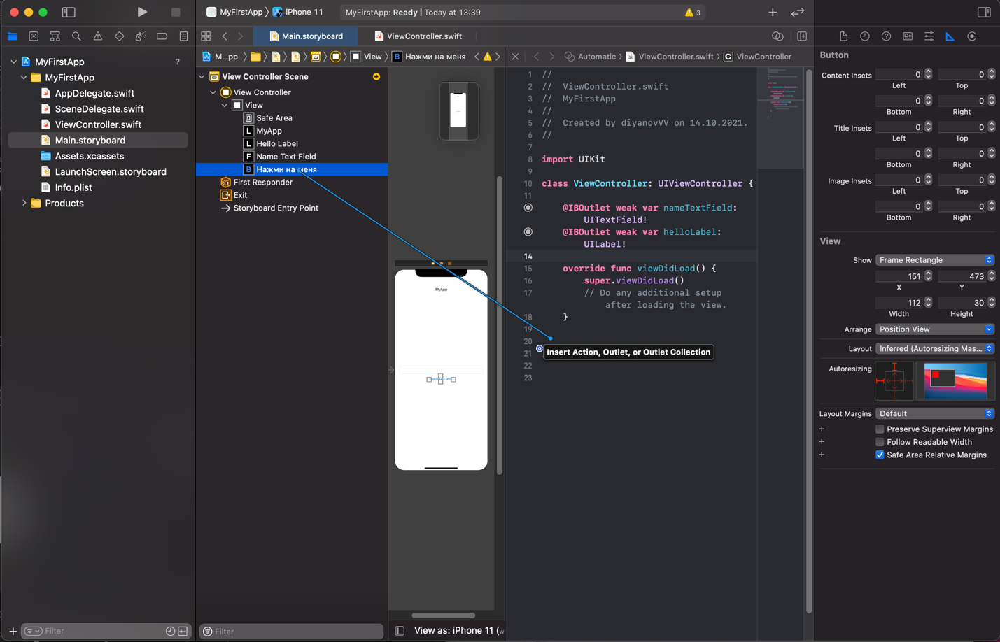 MyFirstApp 〉 iPhone 11
MyFirstApp: Ready | Today at 13:39
3
Main.storyboard
ViewController.swift
MyFirstApp
?
MyFirstApp
AppDelegate.swift
SceneDelegate.swift
ViewController.swift
Main.storyboard
Assets.xcassets
LaunchScreen.storyboard
Info.plist
Products
Filter
M...pp
View
B Нажми на меня
View Controller Scene
View Controller
View
Safe Area
L MyApp
L Hello Label
F Name Text Field
B Нажми на меня
First Responder
Exit
Storyboard Entry Point
Filter
MyApp
View as: iPhone 11 (w
Automatic 〉 ViewController.swift 〉 C ViewController
1 //
2 // ViewController.swift
3 // MyFirstApp
4 //
5 // Created by diyanovVV on 14.10.2021.
6 //
7
8 import UIKit
9
10 class ViewController: UIViewController {
11
@IBOutlet weak var nameTextField:
UITextField!
@IBOutlet weak var helloLabel:
UILabel!
14
15 override func viewDidLoad() {
16 super.viewDidLoad()
17 // Do any additional setup
after loading the view.
18 }
19
20
21
Insert Action, Outlet, or Outlet Collection
22
23
Button
Content Insets 0 0
Left Top
0 0
Bottom Right
Title Insets 0 0
Left Top
0 0
Bottom Right
Image Insets 0 0
Left Top
0 0
Bottom Right
View
Show Frame Rectangle
151 473
X Y
112 30
Width Height
Arrange Position View
Layout Inferred (Autoresizing Mas...
Autoresizing
Layout Margins Default
+ Preserve Superview Margins
+ Follow Readable Width
+ Safe Area Relative Margins